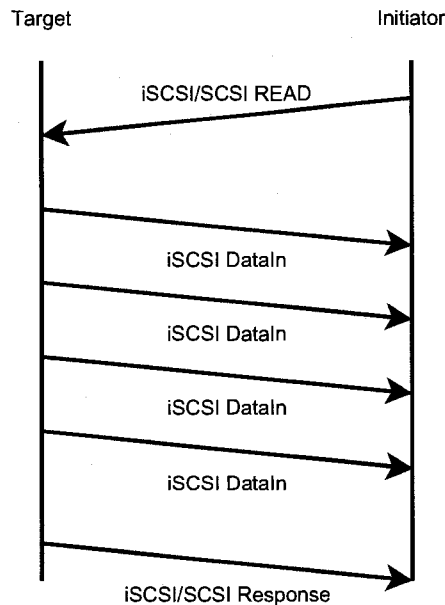 Target
Initiator
iSCSI/SCSI READ
iSCSI DataIn
iSCSI DataIn
iSCSI DataIn
iSCSI DataIn
iSCSI/SCSI Response